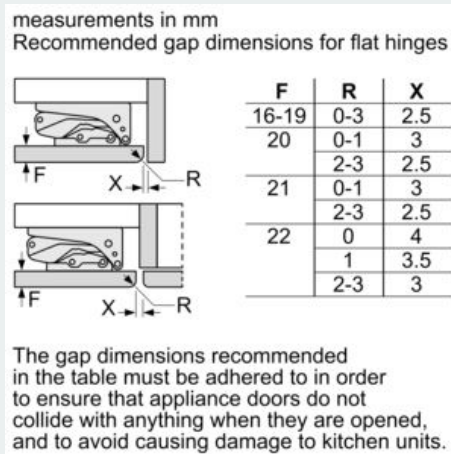 measurements in mm
Recommended gap dimensions for flat hinges
F R X
16-19 0-3 2.5
20 0-1 3
2-3 2.5
21 0-1 3
2-3 2.5
22 0 4
1 3.5
2-3 3
F
X
R
F
X
R
The gap dimensions recommended
in the table must be adhered to in order
to ensure that appliance doors do not
collide with anything when they are opened,
and to avoid causing damage to kitchen units.